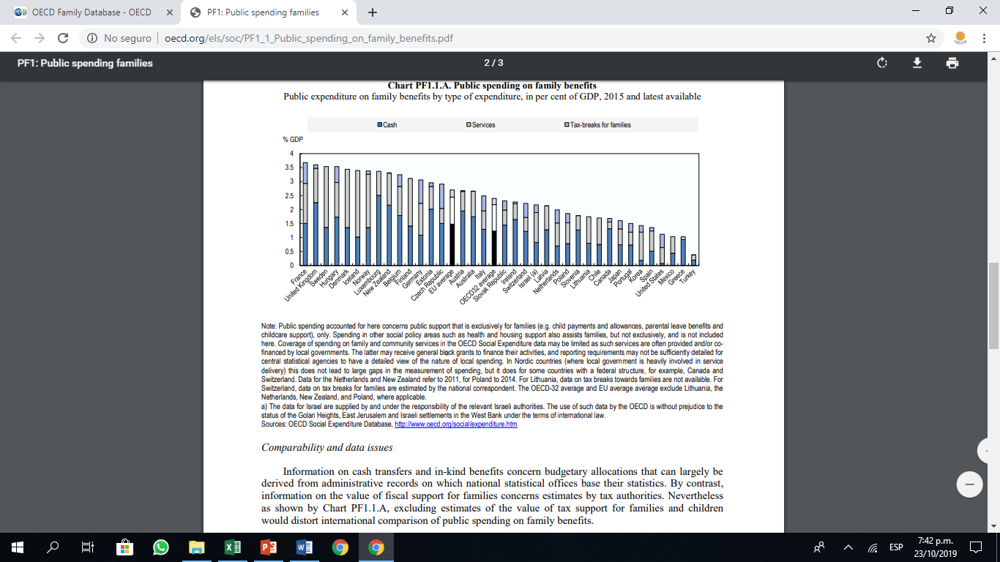 OECD Family Database - OECD
PF1: Public spending families
No seguro
oecd.org/els/soc/PF1_1_Public_spending_on_family_benefits.pdf
PF1: Public spending families
2 / 3
Chart PF1.1.A. Public spending on family benefits
Public expenditure on family benefits by type of expenditure, in per cent of GDP, 2015 and latest available
Cash
Services
Tax-breaks for families
% GDP
4
3.5
3
2.5
2
1.5
1
0.5
0
France
United Kingdom
Sweden
Hungary
Denmark
Iceland
Norway
Luxembourg
New Zealand
Belgium
Finland
Germany
Estonia
Czech Republic
EU average
Austria
Australia
Italy
OECD32 average
Slovak Republic
Ireland
Switzerland
Israel (a)
Latvia
Netherlands
Poland
Slovenia
Lithuania
Chile
Canada
Japan
Portugal
Korea
Spain
United States
Mexico
Greece
Turkey
Note: Public spending accounted for here concerns public support that is exclusively for families (e.g. child payments and allowances, parental leave benefits and
childcare support), only. Spending in other social policy areas such as health and housing support also assists families, but not exclusively, and is not included
here. Coverage of spending on family and community services in the OECD Social Expenditure data may be limited as such services are often provided and/or co-
financed by local governments. The latter may receive general block grants to finance their activities, and reporting requirements may not be sufficiently detailed for
central statistical agencies to have a detailed view of the nature of local spending. In Nordic countries (where local government is heavily involved in service
delivery) this does not lead to large gaps in the measurement of spending, but it does for some countries with a federal structure, for example, Canada and
Switzerland. Data for the Netherlands and New Zealand refer to 2011, for Poland to 2014. For Lithuania, data on tax breaks towards families are not available. For
Switzerland, data on tax breaks for families are estimated by the national correspondent. The OECD-32 average and EU average average exclude Lithuania, the
Netherlands, New Zealand, and Poland, where applicable.
a) The data for Israel are supplied by and under the responsibility of the relevant Israeli authorities. The use of such data by the OECD is without prejudice to the
status of the Golan Heights, East Jerusalem and Israeli settlements in the West Bank under the terms of international law.
Sources: OECD Social Expenditure Database, http://www.oecd.org/social/expenditure.htm
Comparability and data issues
Information on cash transfers and in-kind benefits concern budgetary allocations that can largely be
derived from administrative records on which national statistical offices base their statistics. By contrast,
information on the value of fiscal support for families concerns estimates by tax authorities. Nevertheless
as shown by Chart PF1.1.A, excluding estimates of the value of tax support for families and children
would distort international comparison of public spending on family benefits.
ESP
7:42 p.m.
23/10/2019